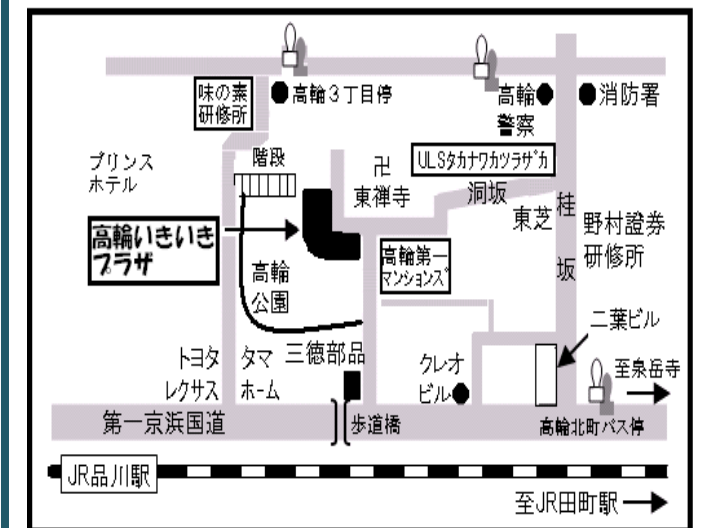 味の素
研修所
高輪3丁目停
高輪
警察
消防署
プリンス
ホテル
階段
卍
東禅寺
ULSタカナワカツラザカ
洞坂
東芝
桂
坂
野村證券
研修所
高輪いきいき
プラザ
高輪
公園
高輪第一
マンションズ
二葉ビル
トヨタ
レクサス
タマ
ホーム
三徳部品
クレオ
ビル
至泉岳寺
第一京浜国道
歩道橋
高輪北町バス停
JR品川駅
至JR田町駅